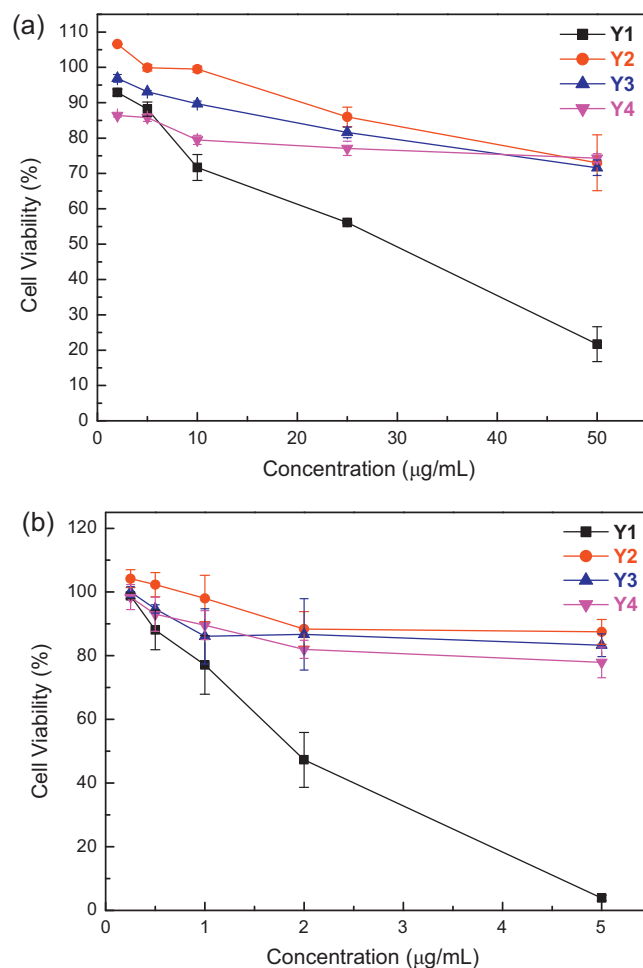 (a)
110
100
90
80
70
60
50
40
30
20
10
0
Cell Viability (%)
Y1
Y2
Y3
Y4
0 10 20 30 40 50
Concentration (μg/mL)
(b)
120
100
80
60
40
20
0
Cell Viability (%)
Y1
Y2
Y3
Y4
0 1 2 3 4 5
Concentration (μg/mL)